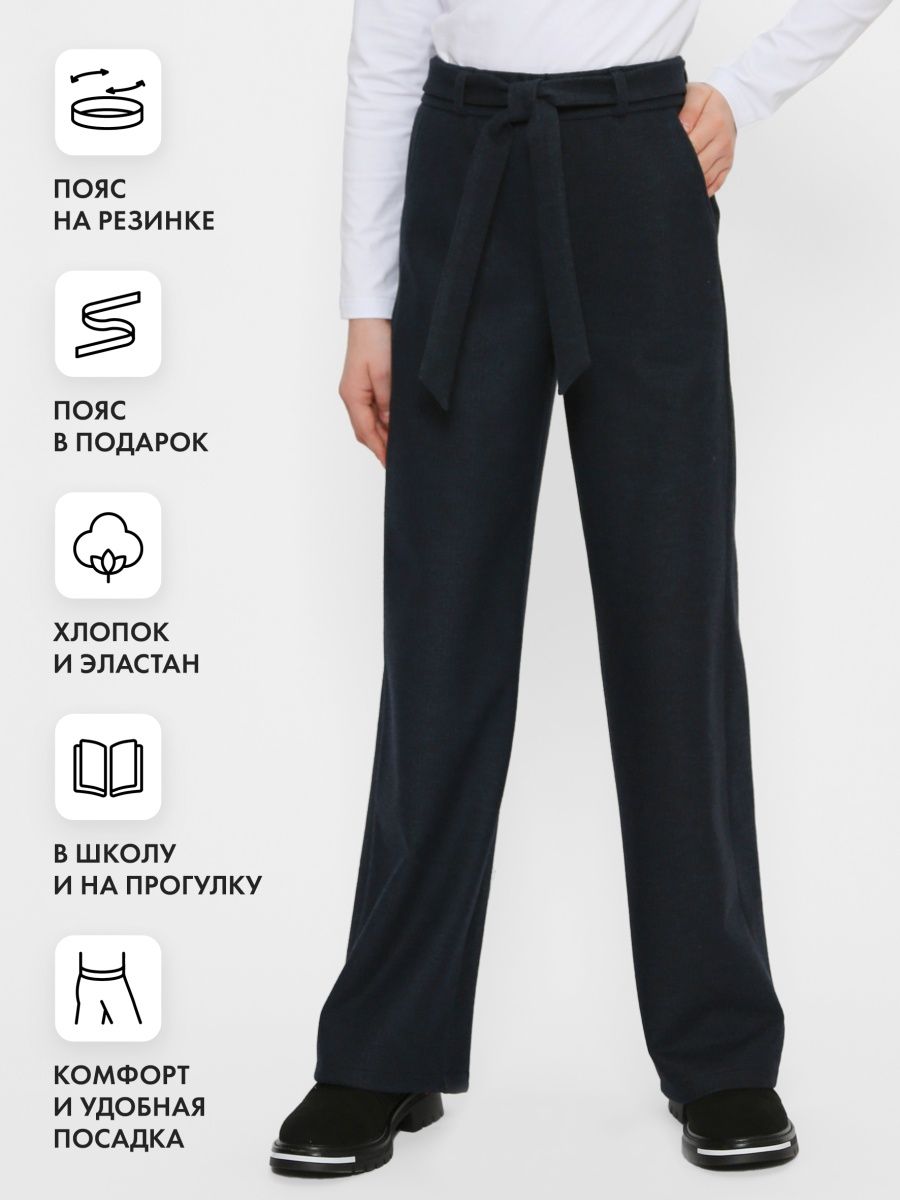 ПОЯС
НА РЕЗИНКЕ
ПОЯС
В ПОДАРОК
ХЛОПОК
И ЭЛАСТАН
В ШКОЛУ
И НА ПРОГУЛКУ
КОМФОРТ
И УДОБНАЯ
ПОСАДКА